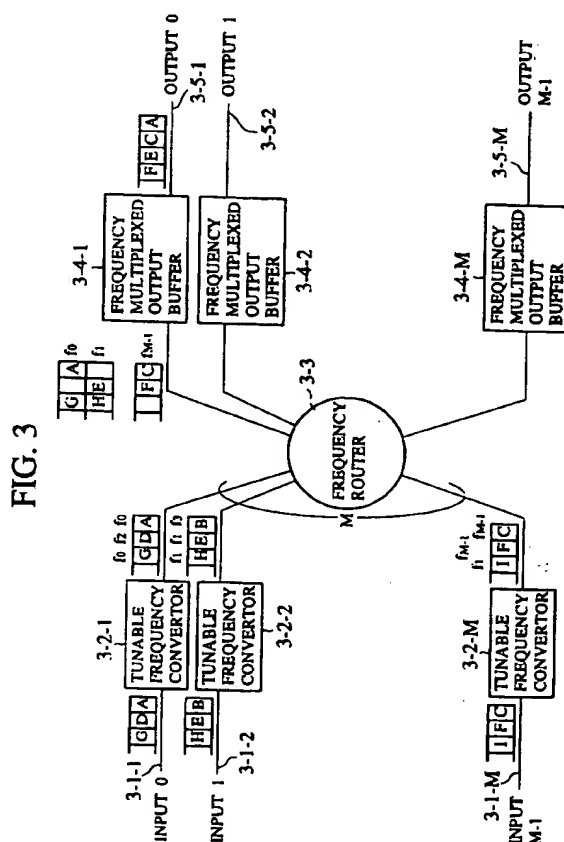 FIG. 3
INPUT 0
3-1-1
G D A
3-2-1
TUNABLE
FREQUENCY
CONVERTOR
f0 f2 f0
G D A
INPUT 1
3-1-2
H E B
TUNABLE
FREQUENCY
CONVERTOR
3-2-2
f1 f1 f3
H E B
INPUT
M-1
3-1-M
I F C
TUNABLE
FREQUENCY
CONVERTOR
3-2-M
fM-1
f1 fM-1
I F C
M
FREQUENCY
ROUTER
3-3
G A f0
H E f1
F C fM-1
3-4-1
FREQUENCY
MULTIPLEXED
OUTPUT
BUFFER
F E C A
OUTPUT 0
3-5-1
FREQUENCY
MULTIPLEXED
OUTPUT
BUFFER
3-4-2
OUTPUT 1
3-5-2
FREQUENCY
MULTIPLEXED
OUTPUT
BUFFER
3-4-M
3-5-M
OUTPUT
M-1